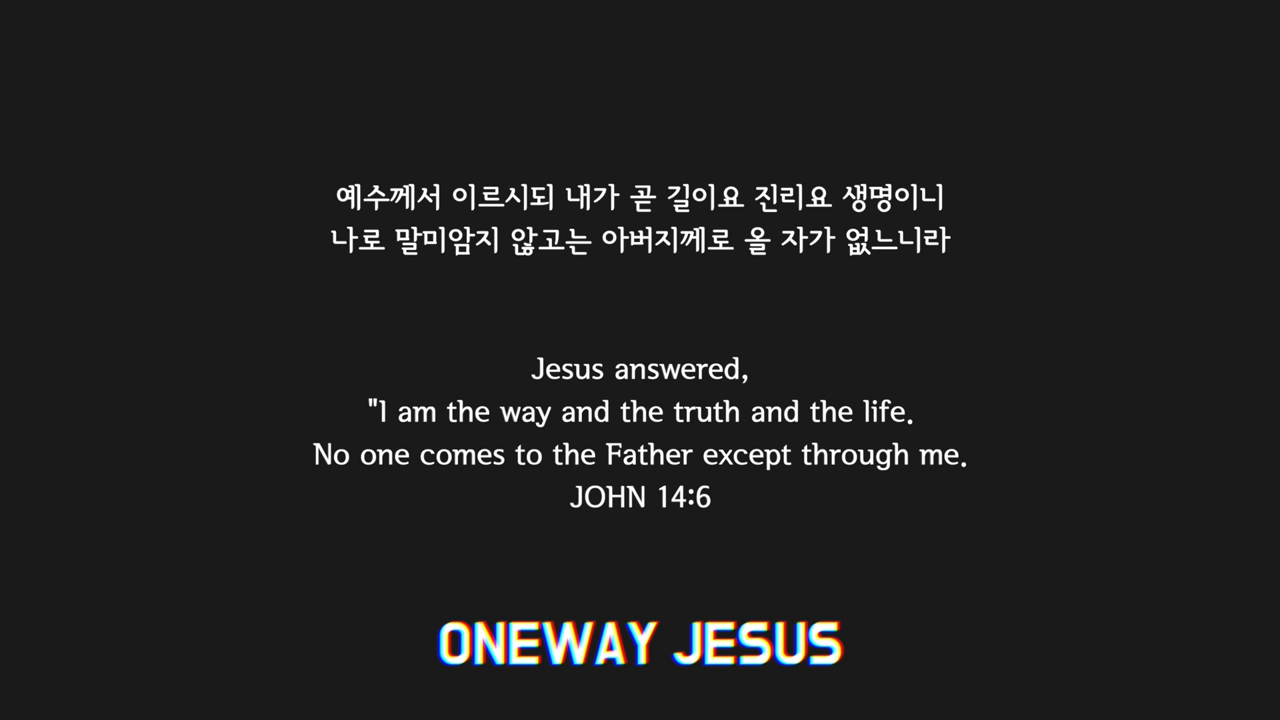 예수께서 이르시되 내가 곧 길이요 진리요 생명이니
나로 말미암지 않고는 아버지께로 올 자가 없느니라
Jesus answered,
"I am the way and the truth and the life.
No one comes to the Father except through me.
JOHN 14:6
ONEWAY JESUS